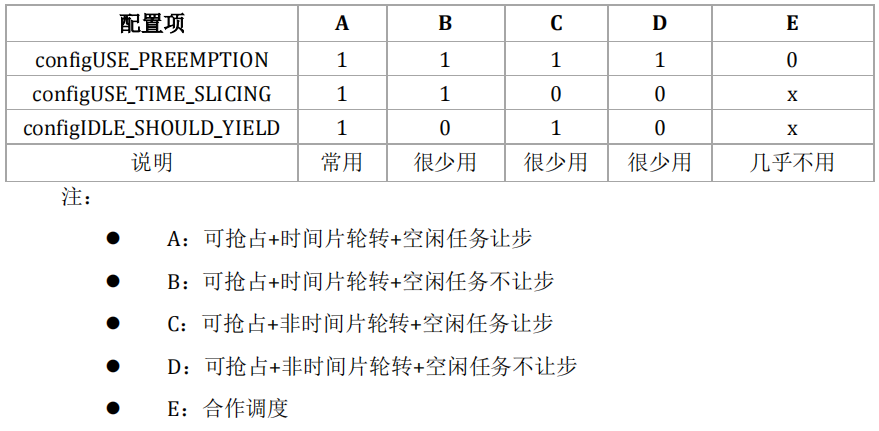 配置项 A B C D E
configUSE_PREEMPTION 1 1 1 1 0
configUSE_TIME_SLICING 1 1 0 0 x
configIDLE_SHOULD_YIELD 1 0 1 0 x
说明 常用 很少用 很少用 很少用 几乎不用
注：
● A：可抢占+时间片轮转+空闲任务让步
● B：可抢占+时间片轮转+空闲任务不让步
● C：可抢占+非时间片轮转+空闲任务让步
● D：可抢占+非时间片轮转+空闲任务不让步
● E：合作调度